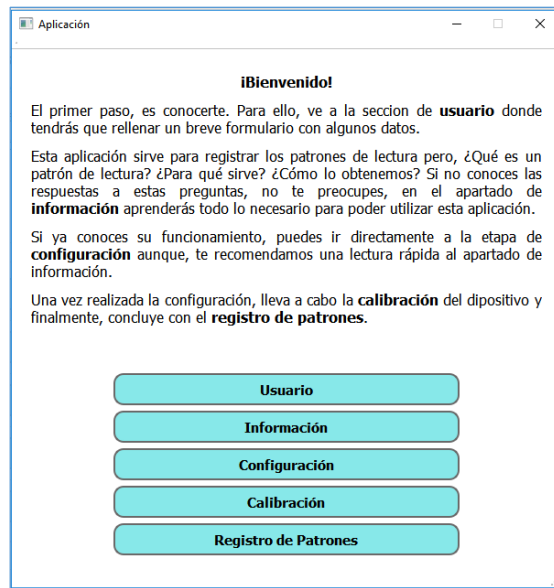 Aplicación
¡Bienvenido!
El primer paso, es conocerte. Para ello, ve a la seccion de usuario donde
tendrás que rellenar un breve formulario con algunos datos.
Esta aplicación sirve para registrar los patrones de lectura pero, ¿Qué es un
patrón de lectura? ¿Para qué sirve? ¿Cómo lo obtenemos? Si no conoces las
respuestas a estas preguntas, no te preocupes, en el apartado de
información aprenderás todo lo necesario para poder utilizar esta aplicación.
Si ya conoces su funcionamiento, puedes ir directamente a la etapa de
configuración aunque, te recomendamos una lectura rápida al apartado de
información.
Una vez realizada la configuración, lleva a cabo la calibración del dipositivo y
finalmente, concluye con el registro de patrones.
Usuario
Información
Configuración
Calibración
Registro de Patrones